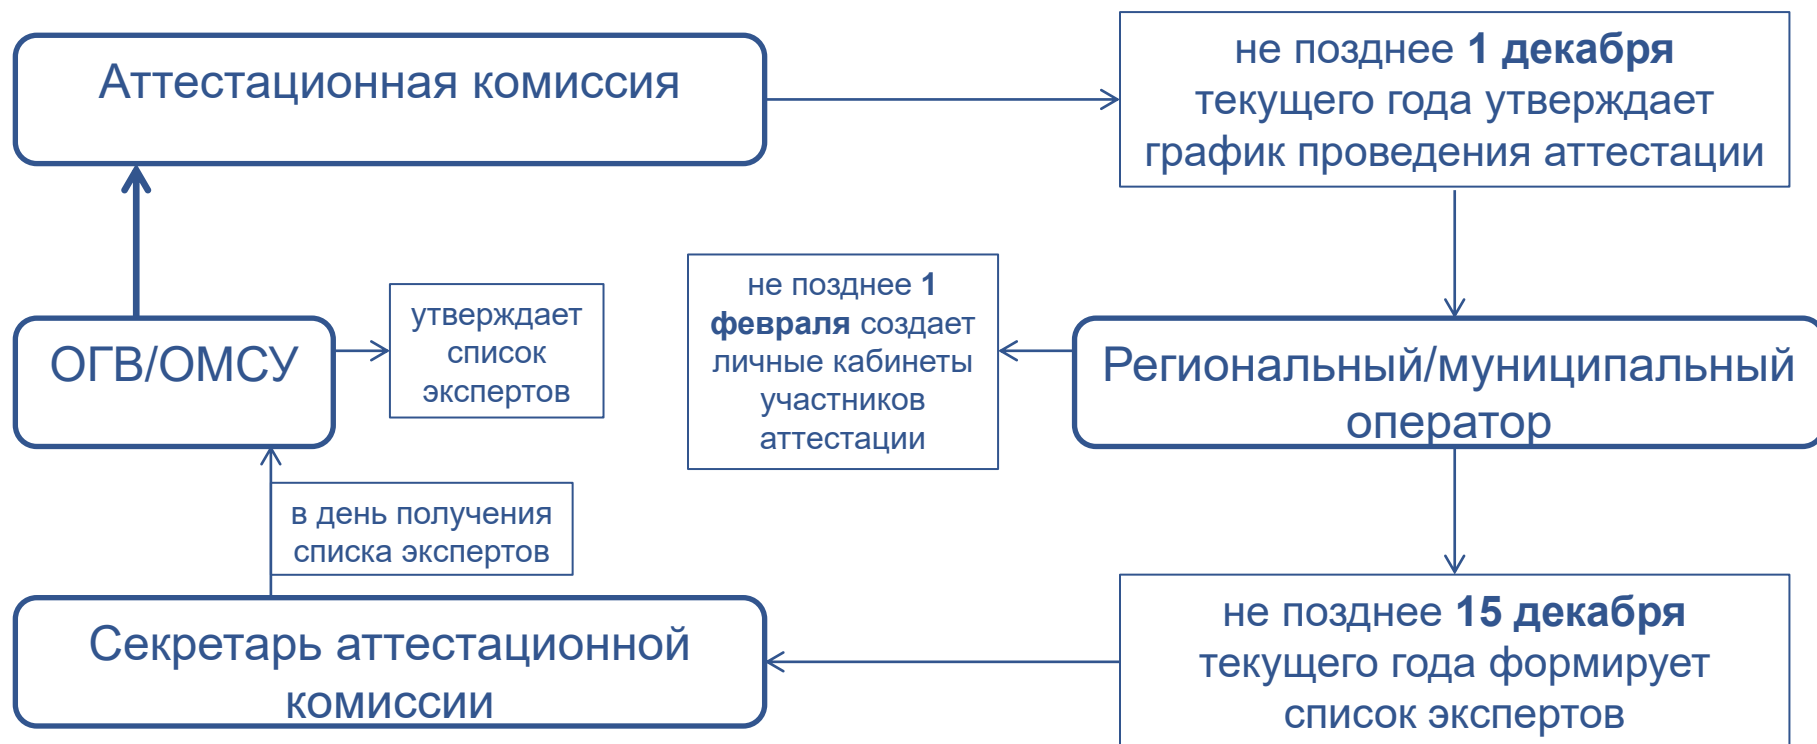 Аттестационная комиссия
не позднее 1 декабря
текущего года утверждает
график проведения аттестации
ОГВ/ОМСУ
утверждает
список
экспертов
не позднее 1
февраля создает
личные кабинеты
участников
аттестации
Региональный/муниципальный
оператор
в день получения
списка экспертов
Секретарь аттестационной
комиссии
не позднее 15 декабря
текущего года формирует
список экспертов